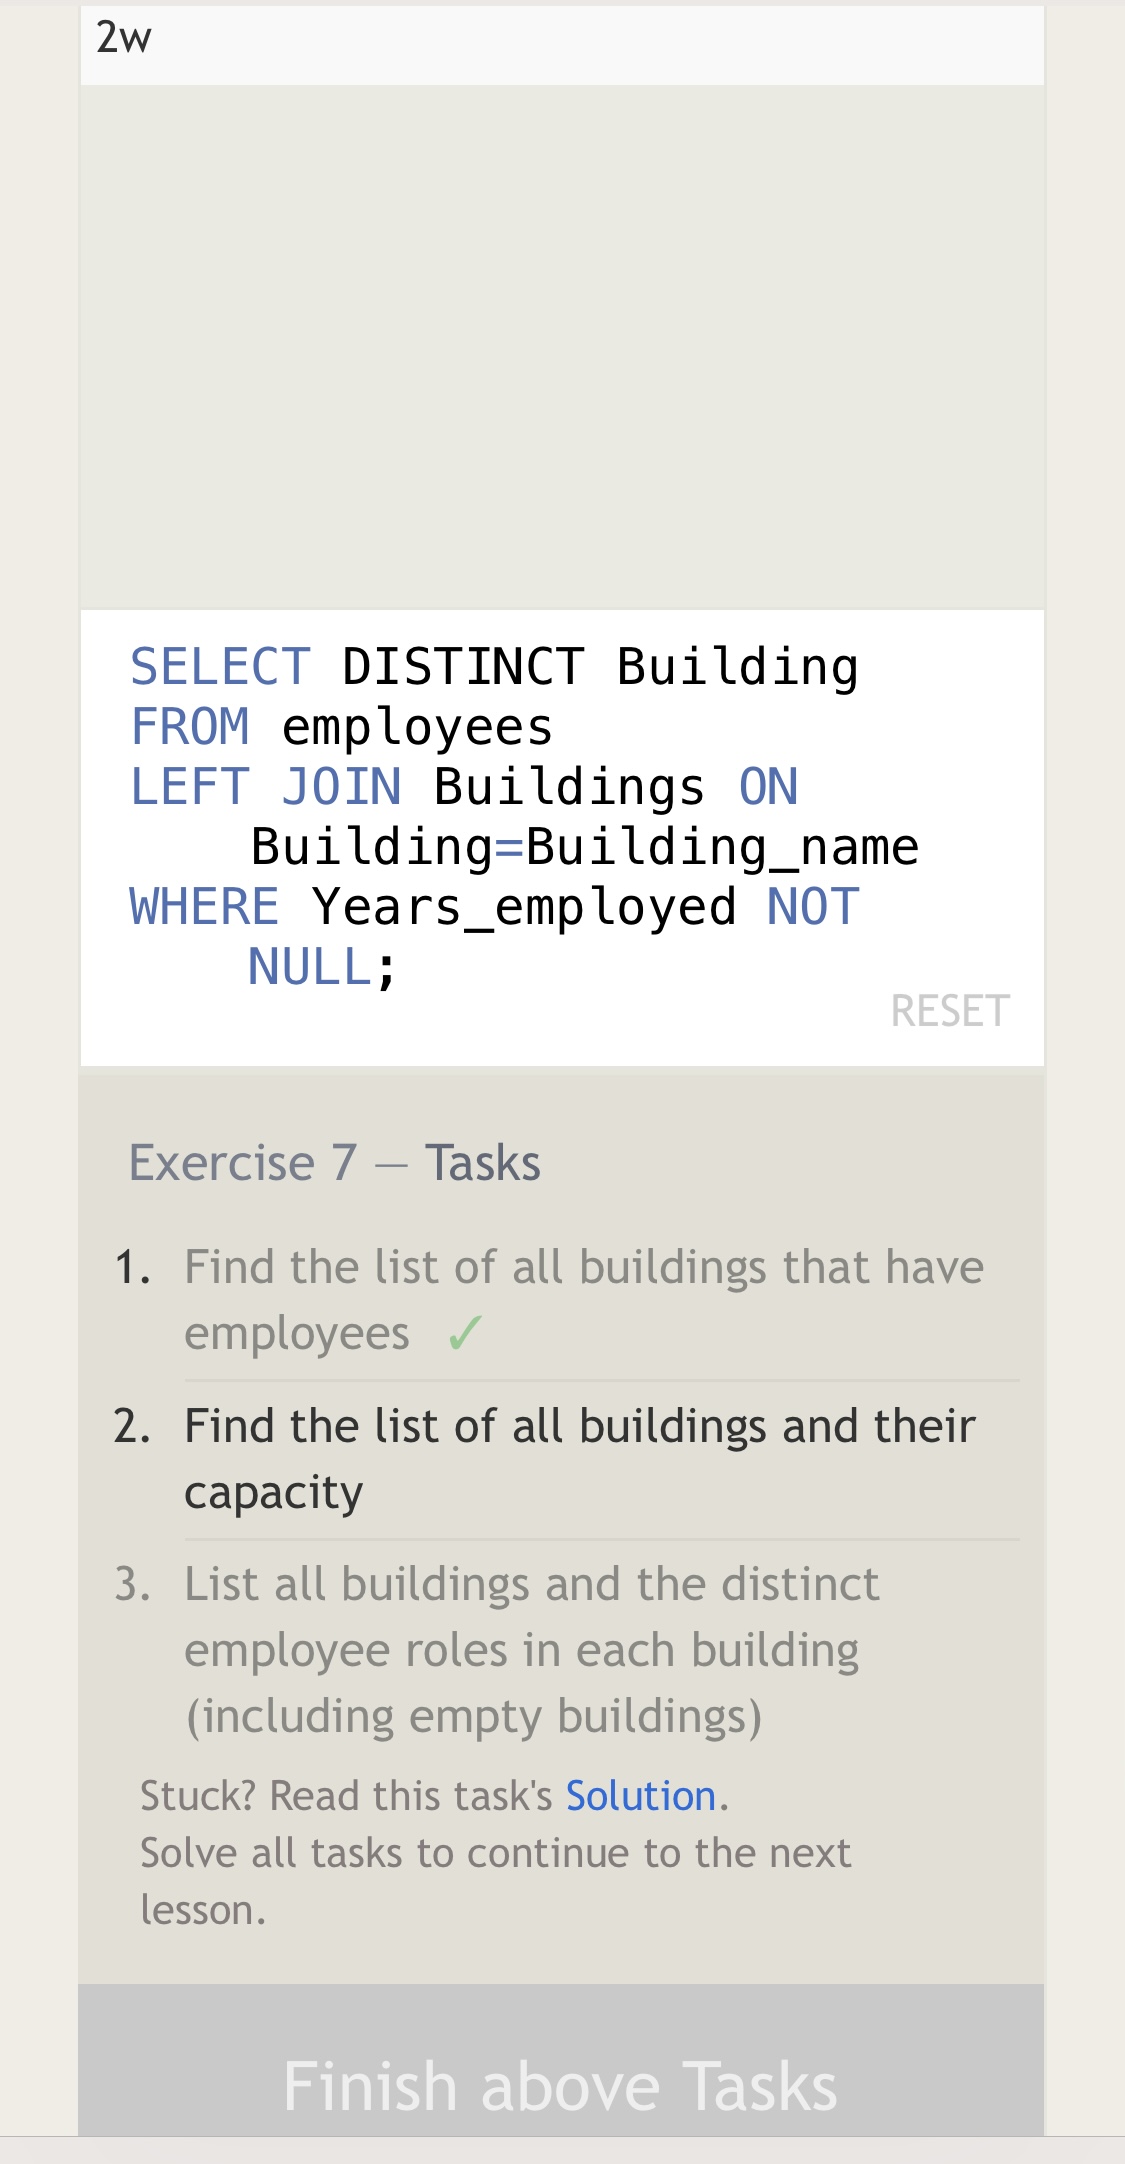 2w
SELECT DISTINCT Building
FROM employees
LEFT JOIN Buildings ON
Building=Building_name
WHERE Years_employed NOT
NULL;
RESET
Exercise 7 — Tasks
1. Find the list of all buildings that have
employees ✓
2. Find the list of all buildings and their
capacity
3. List all buildings and the distinct
employee roles in each building
(including empty buildings)
Stuck? Read this task's Solution.
Solve all tasks to continue to the next
lesson.
Finish above Tasks